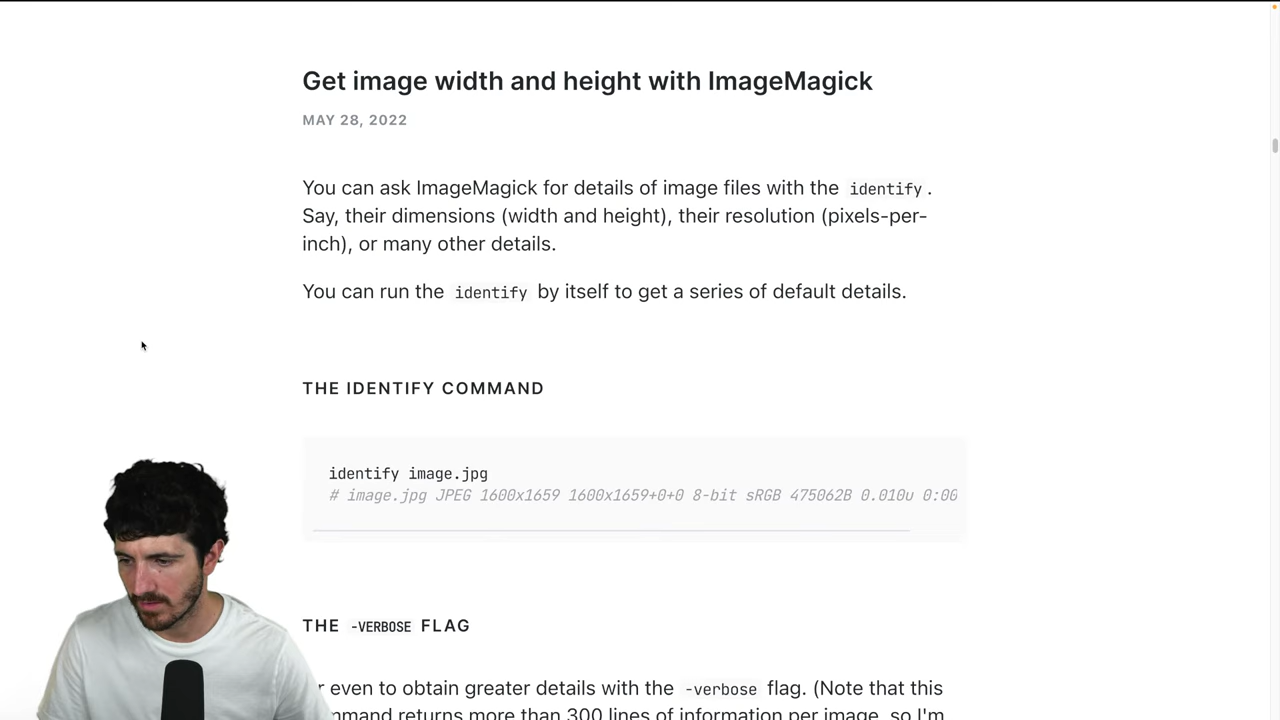 Get image width and height with ImageMagick
MAY 28, 2022
You can ask ImageMagick for details of image files with the identify.
Say, their dimensions (width and height), their resolution (pixels-per-
inch), or many other details.
You can run the identify by itself to get a series of default details.
THE IDENTIFY COMMAND
identify image.jpg
# image.jpg JPEG 1600x1659 1600x1659+0+0 8-bit sRGB 475062B 0.010u 0:00
THE -VERBOSE FLAG
even to obtain greater details with the -verbose flag. (Note that this
returns more than 300 lines of information per image, so I'm